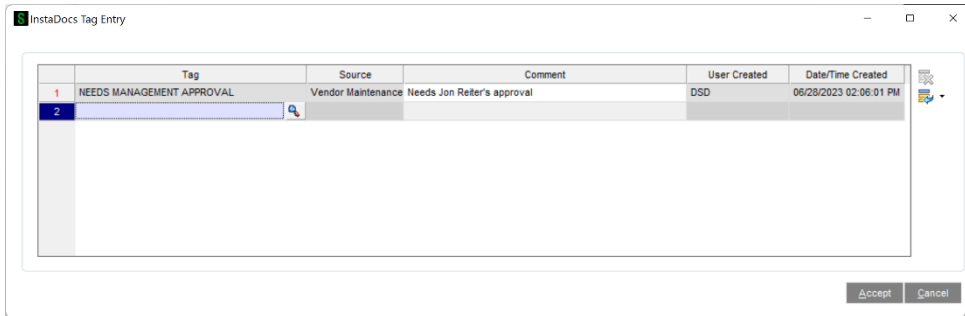 InstaDocs Tag Entry
Tag Source Comment User Created Date/Time Created
1 NEEDS MANAGEMENT APPROVAL Vendor Maintenance Needs Jon Reiter's approval DSD 06/28/2023 02:06:01 PM
2
Accept Cancel